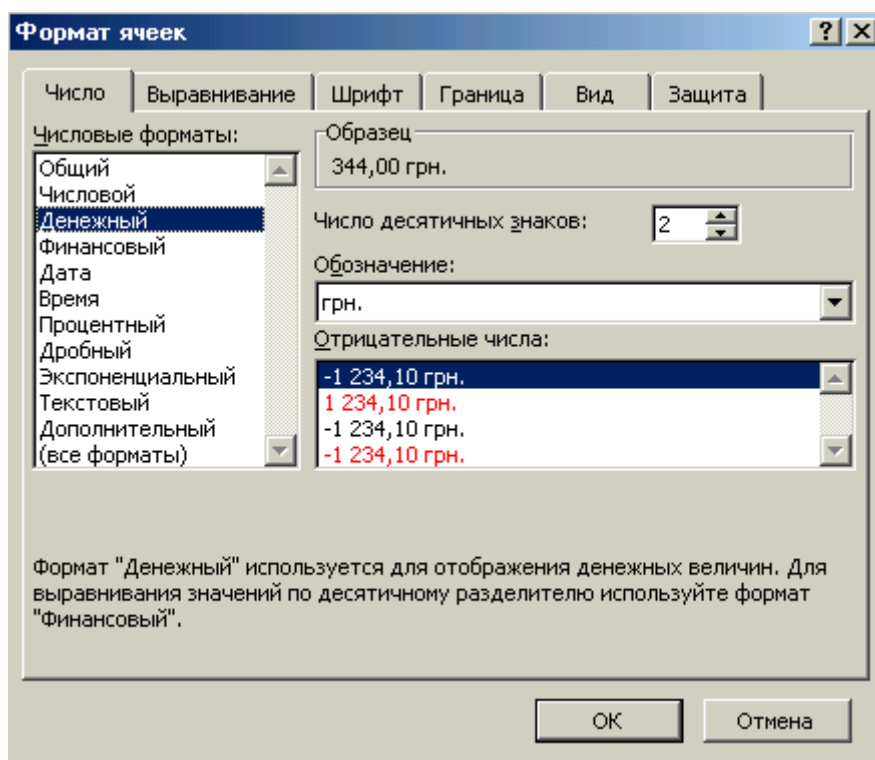 Формат ячеек
Число
Выравнивание
Шрифт
Граница
Вид
Защита
Числовые форматы:
Общий
Числовой
Денежный
Финансовый
Дата
Время
Процентный
Дробный
Экспоненциальный
Текстовый
Дополнительный
(все форматы)
Образец
344,00 грн.
Число десятичных знаков:
2
Обозначение:
грн.
Отрицательные числа:
-1 234,10 грн.
1 234,10 грн.
-1 234,10 грн.
-1 234,10 грн.
Формат "Денежный" используется для отображения денежных величин. Для
выравнивания значений по десятичному разделителю используйте формат
"Финансовый".
ОК
Отмена